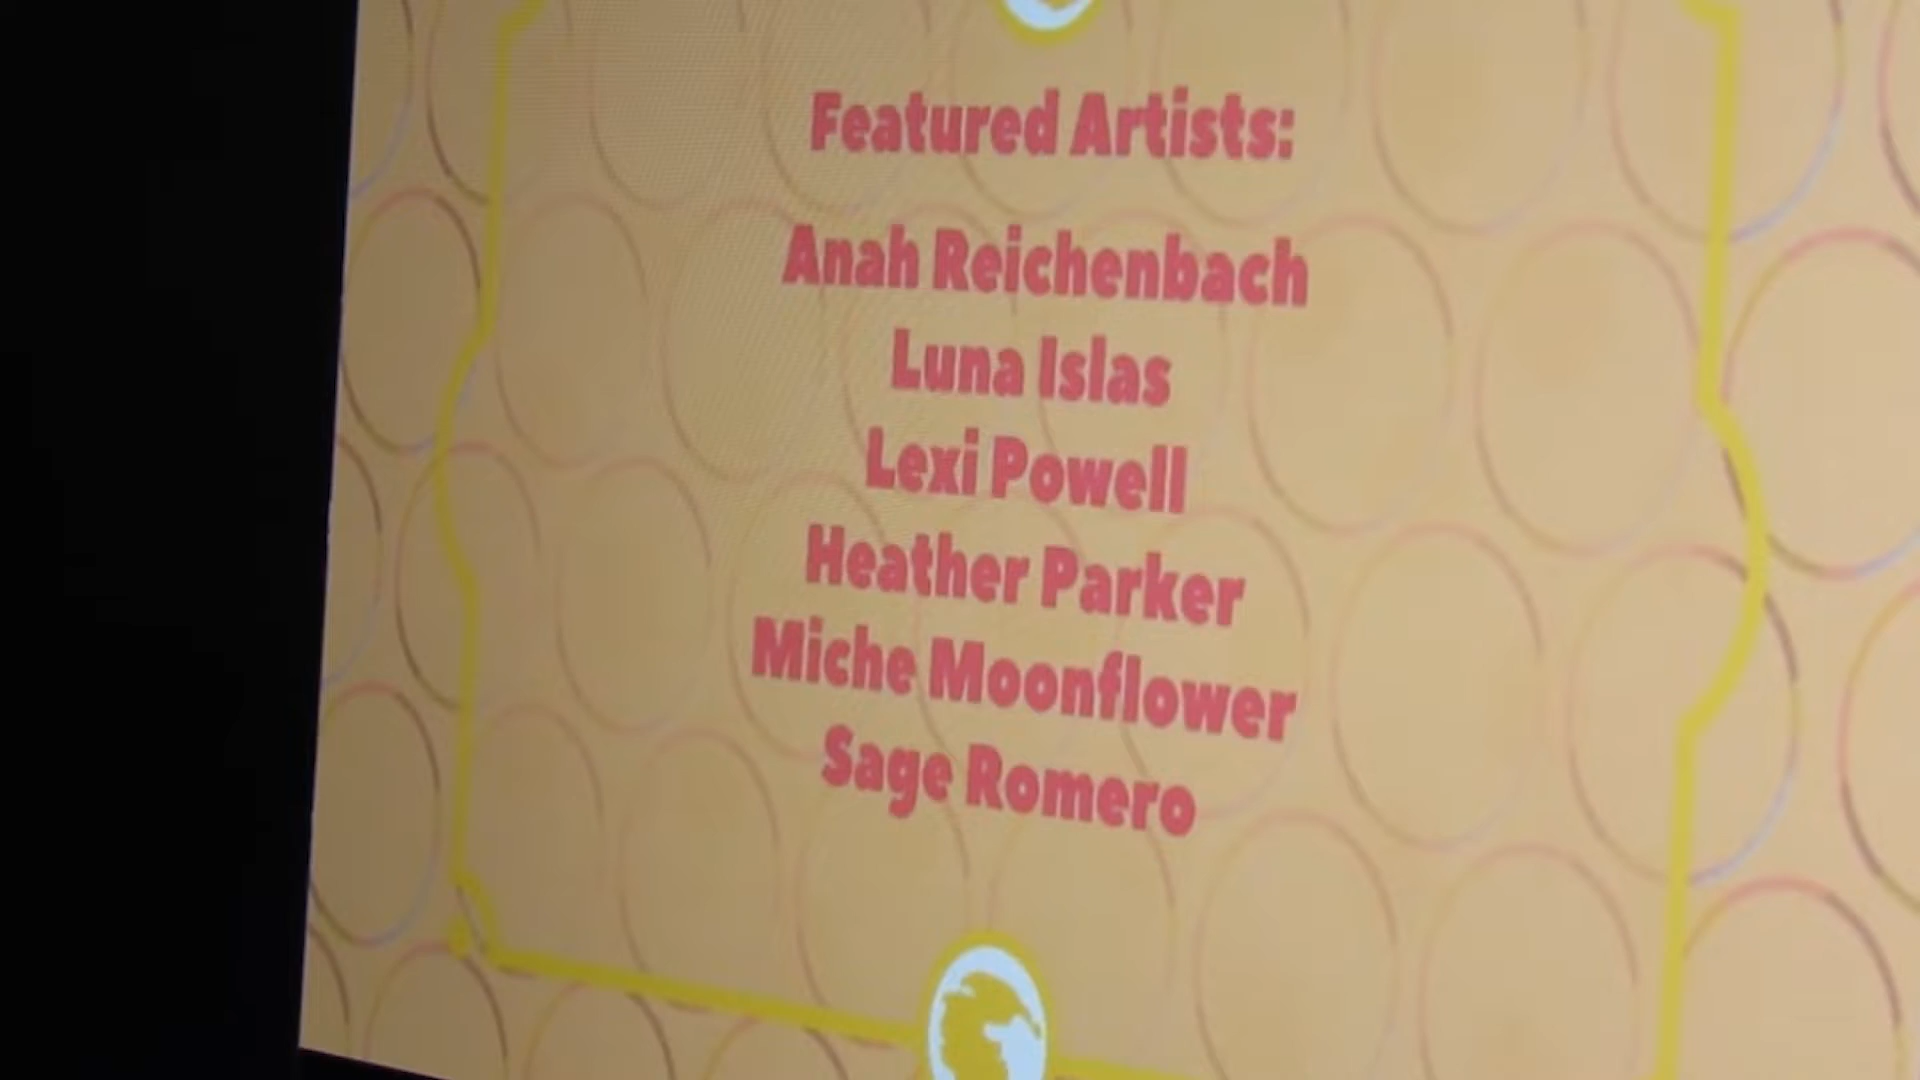 Featured Artists:
Anah Reichenbach
Luna Islas
Lexi Powell
Heather Parker
Miche Moonflower
Sage Romero